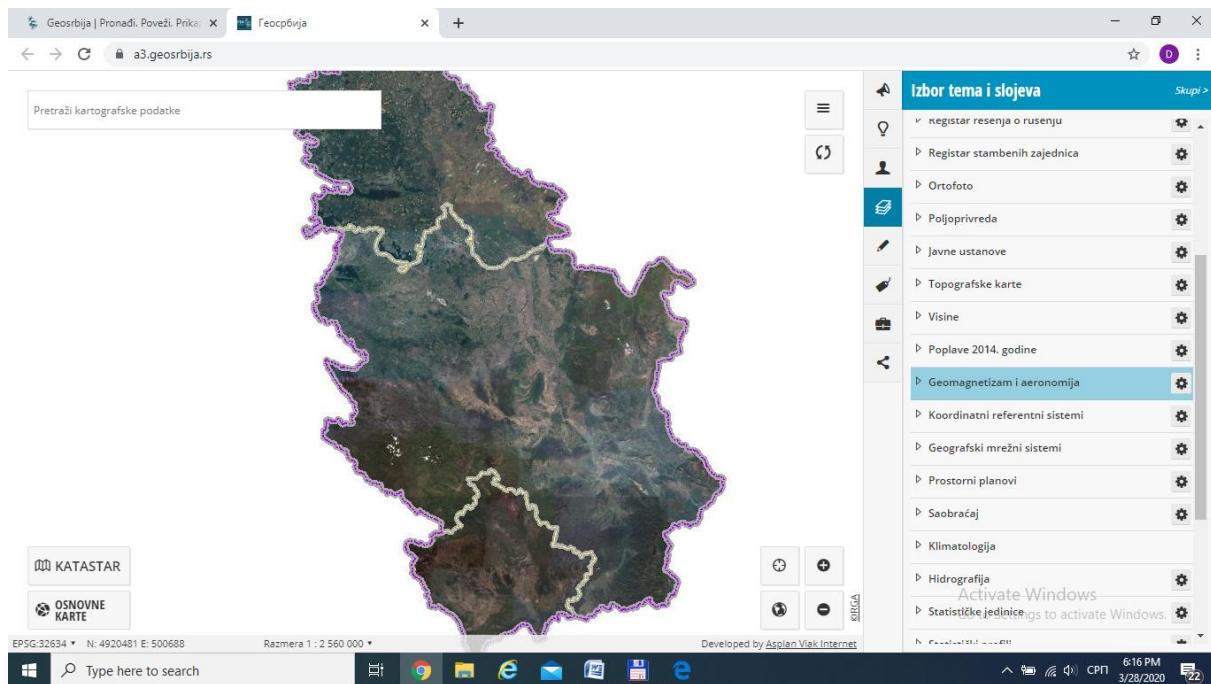 Geosrbija | Pronađi. Poveži. Prika
Геосрбија
a3.geosrbija.rs
D
Pretraži kartografske podatke
Izbor tema i slojeva
Skupi >
Registar rešenja o rušenju
Registar stambenih zajednica
Ortofoto
Poljoprivreda
Javne ustanove
Topografske karte
Visine
Poplave 2014. godine
Geomagnetizam i aeronomija
Koordinatni referentni sistemi
Geografski mrežni sistemi
Prostorni planovi
Saobraćaj
Klimatologija
Hidrografija
Statističke jedinice
Statistički profili
Activate Windows
Go to Settings to activate Windows.
KATASTAR
OSNOVNE
KARTE
©RGA
EPSG:32634 N: 4920481 E: 500688
Razmera 1 : 2 560 000
Developed by Asplan Viak Internet
Type here to search
СРП
6:16 PM
3/28/2020
22